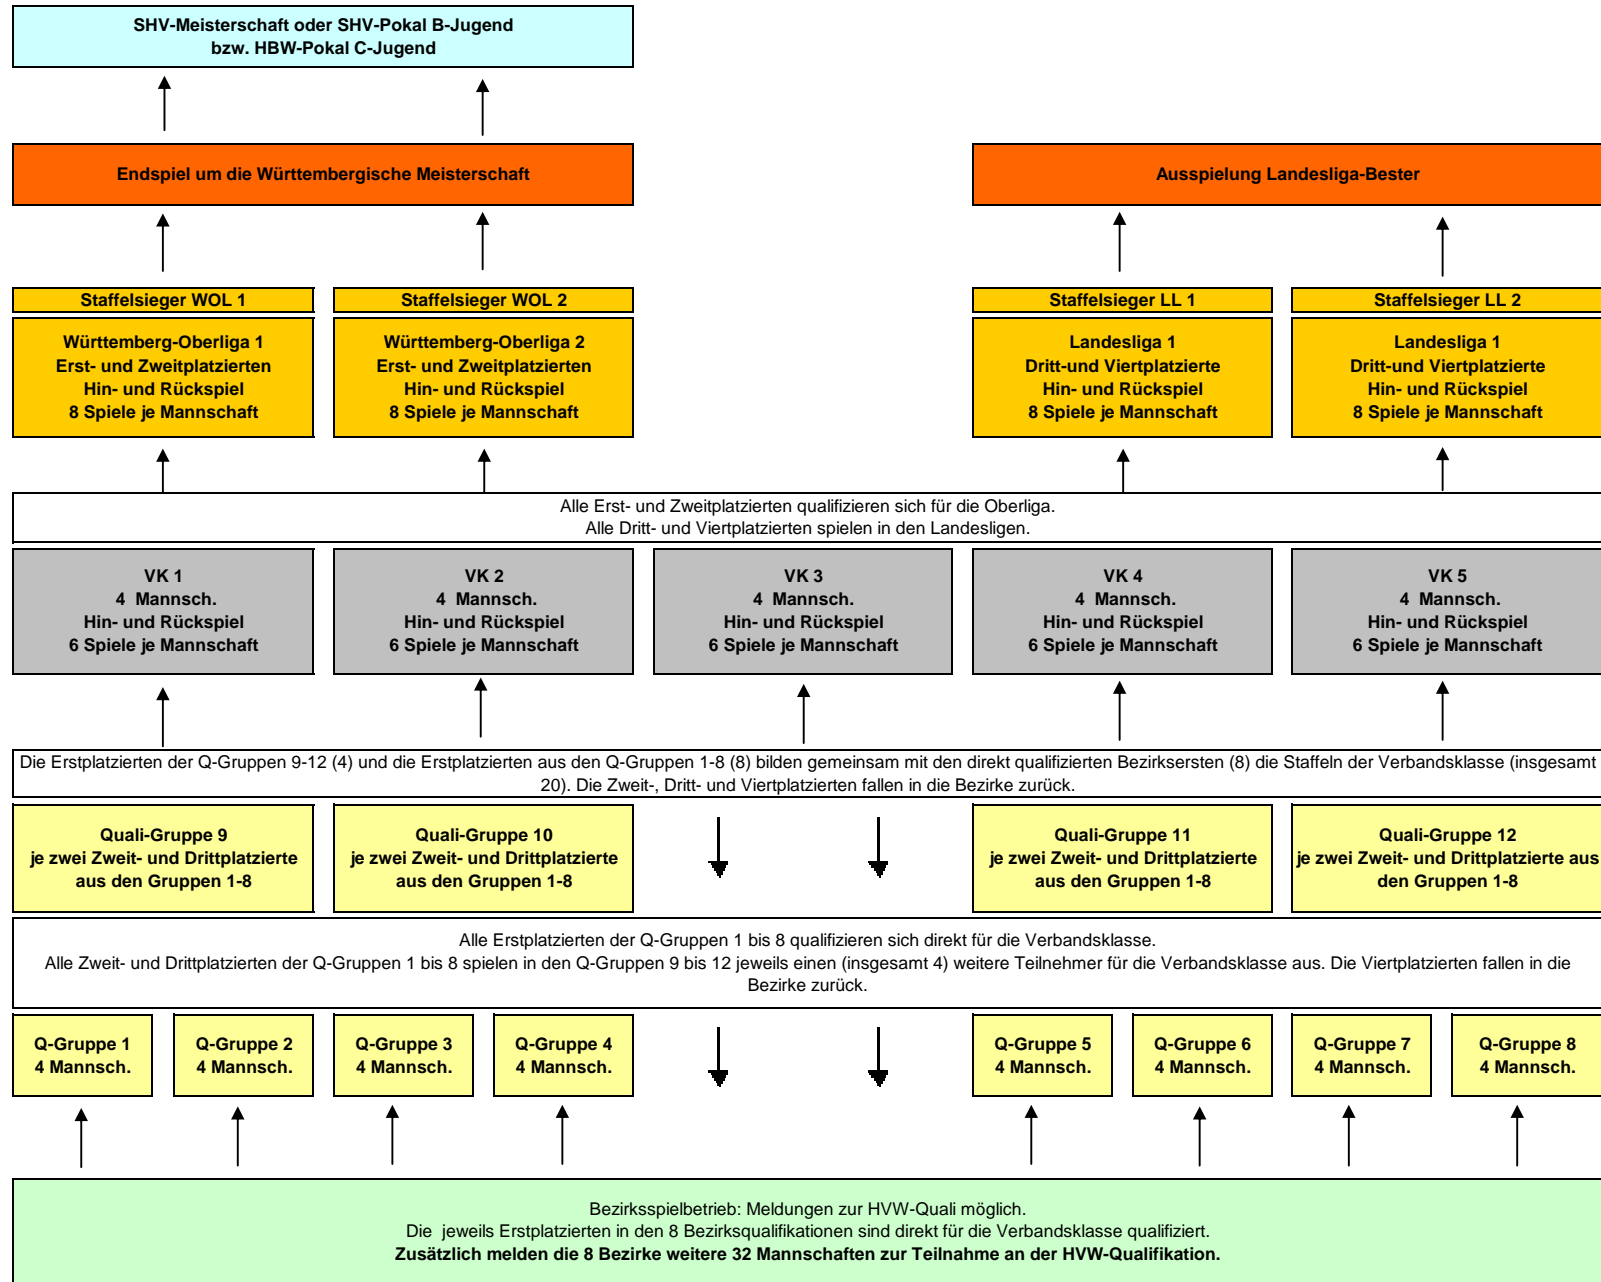 SHV-Meisterschaft oder SHV-Pokal B-Jugend
bzw. HBW-Pokal C-Jugend
Endspiel um die Württembergische Meisterschaft
Ausspielung Landesliga-Bester
Staffelsieger WOL 1
Staffelsieger WOL 2
Staffelsieger LL 1
Staffelsieger LL 2
Württemberg-Oberliga 1
Erst- und Zweitplatzierten
Hin- und Rückspiel
8 Spiele je Mannschaft
Württemberg-Oberliga 2
Erst- und Zweitplatzierten
Hin- und Rückspiel
8 Spiele je Mannschaft
Landesliga 1
Dritt-und Viertplatzierte
Hin- und Rückspiel
8 Spiele je Mannschaft
Landesliga 1
Dritt-und Viertplatzierte
Hin- und Rückspiel
8 Spiele je Mannschaft
Alle Erst- und Zweitplatzierten qualifizieren sich für die Oberliga.
Alle Dritt- und Viertplatzierten spielen in den Landesligen.
VK 1
4 Mannsch.
Hin- und Rückspiel
6 Spiele je Mannschaft
VK 2
4 Mannsch.
Hin- und Rückspiel
6 Spiele je Mannschaft
VK 3
4 Mannsch.
Hin- und Rückspiel
6 Spiele je Mannschaft
VK 4
4 Mannsch.
Hin- und Rückspiel
6 Spiele je Mannschaft
VK 5
4 Mannsch.
Hin- und Rückspiel
6 Spiele je Mannschaft
Die Erstplatzierten der Q-Gruppen 9-12 (4) und die Erstplatzierten aus den Q-Gruppen 1-8 (8) bilden gemeinsam mit den direkt qualifizierten Bezirksersten (8) die Staffeln der Verbandsklasse (insgesamt
20). Die Zweit-, Dritt- und Viertplatzierten fallen in die Bezirke zurück.
Quali-Gruppe 9
je zwei Zweit- und Drittplatzierte
aus den Gruppen 1-8
Quali-Gruppe 10
je zwei Zweit- und Drittplatzierte
aus den Gruppen 1-8
Quali-Gruppe 11
je zwei Zweit- und Drittplatzierte
aus den Gruppen 1-8
Quali-Gruppe 12
je zwei Zweit- und Drittplatzierte aus
den Gruppen 1-8
Alle Erstplatzierten der Q-Gruppen 1 bis 8 qualifizieren sich direkt für die Verbandsklasse.
Alle Zweit- und Drittplatzierten der Q-Gruppen 1 bis 8 spielen in den Q-Gruppen 9 bis 12 jeweils einen (insgesamt 4) weitere Teilnehmer für die Verbandsklasse aus. Die Viertplatzierten fallen in die
Bezirke zurück.
Q-Gruppe 1
4 Mannsch.
Q-Gruppe 2
4 Mannsch.
Q-Gruppe 3
4 Mannsch.
Q-Gruppe 4
4 Mannsch.
Q-Gruppe 5
4 Mannsch.
Q-Gruppe 6
4 Mannsch.
Q-Gruppe 7
4 Mannsch.
Q-Gruppe 8
4 Mannsch.
Bezirksspielbetrieb: Meldungen zur HVW-Quali möglich.
Die jeweils Erstplatzierten in den 8 Bezirksqualifikationen sind direkt für die Verbandsklasse qualifiziert.
Zusätzlich melden die 8 Bezirke weitere 32 Mannschaften zur Teilnahme an der HVW-Qualifikation.